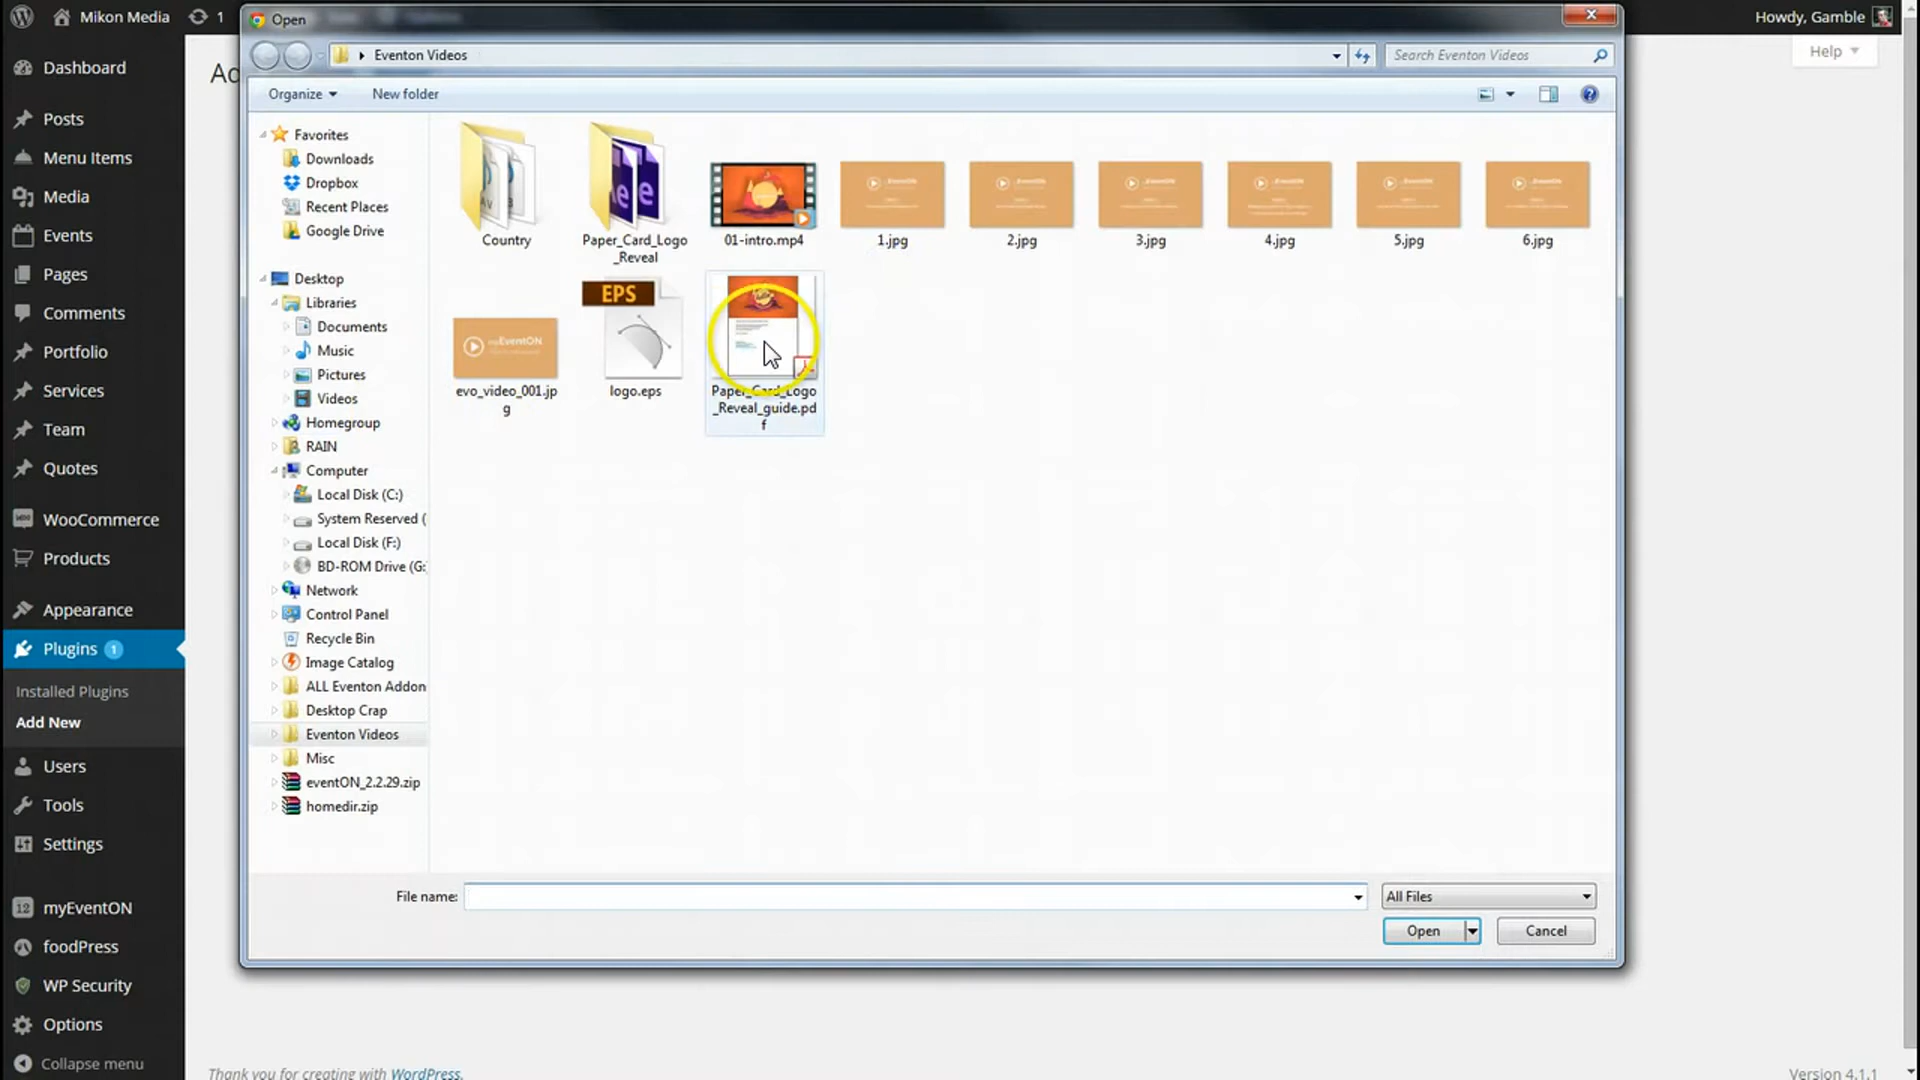 Mikon Media
1
Howdy, Gamble
Open
Eventon Videos
Search Eventon Videos
Help
Organize
New folder
Dashboard
Posts
Menu Items
Media
Events
Pages
Comments
Portfolio
Services
Team
Quotes
WooCommerce
Products
Appearance
Plugins 1
Installed Plugins
Add New
Users
Tools
Settings
myEventON
foodPress
WP Security
Options
Collapse menu
Favorites
Downloads
Dropbox
Recent Places
Google Drive
Desktop
Libraries
Documents
Music
Pictures
Videos
Homegroup
RAIN
Computer
Local Disk (C:)
System Reserved (
Local Disk (F:)
BD-ROM Drive (G:
Network
Control Panel
Recycle Bin
Image Catalog
ALL Eventon Addon
Desktop Crap
Eventon Videos
Misc
eventON_2.2.29.zip
homedir.zip
Country
Paper_Card_Logo
_Reveal
01-intro.mp4
1.jpg
2.jpg
3.jpg
4.jpg
5.jpg
6.jpg
myEventON
evo_video_001.jp
g
EPS
logo.eps
Paper_Card_Logo
_Reveal_guide.pd
f
File name:
All Files
Open
Cancel
Thank you for creating with WordPress.
Version 4.1.1